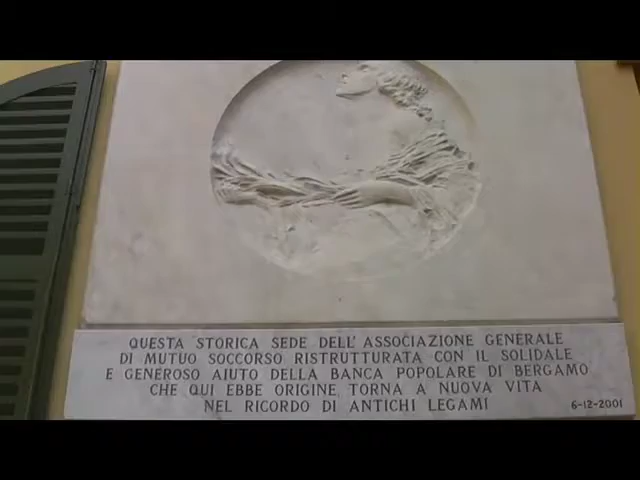 QUESTA STORICA SEDE DELL'ASSOCIAZIONE GENERALE
DI MUTUO SOCCORSO RISTRUTTURATA CON IL SOLIDALE
E GENEROSO AIUTO DELLA BANCA POPOLARE DI BERGAMO
CHE QUI EBBE ORIGINE, TORNA A NUOVA VITA
NEL RICORDO DI ANTICHI LEGAMI
6-12-2001